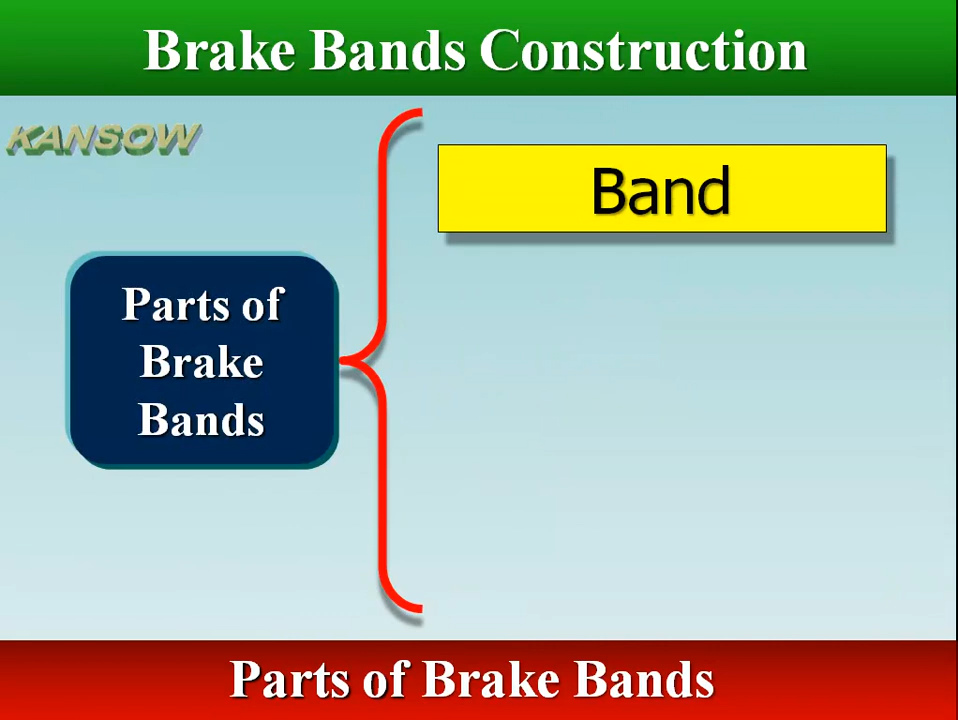 Brake Bands Construction
KANSOW
Band
Parts of
Brake
Bands
Parts of Brake Bands